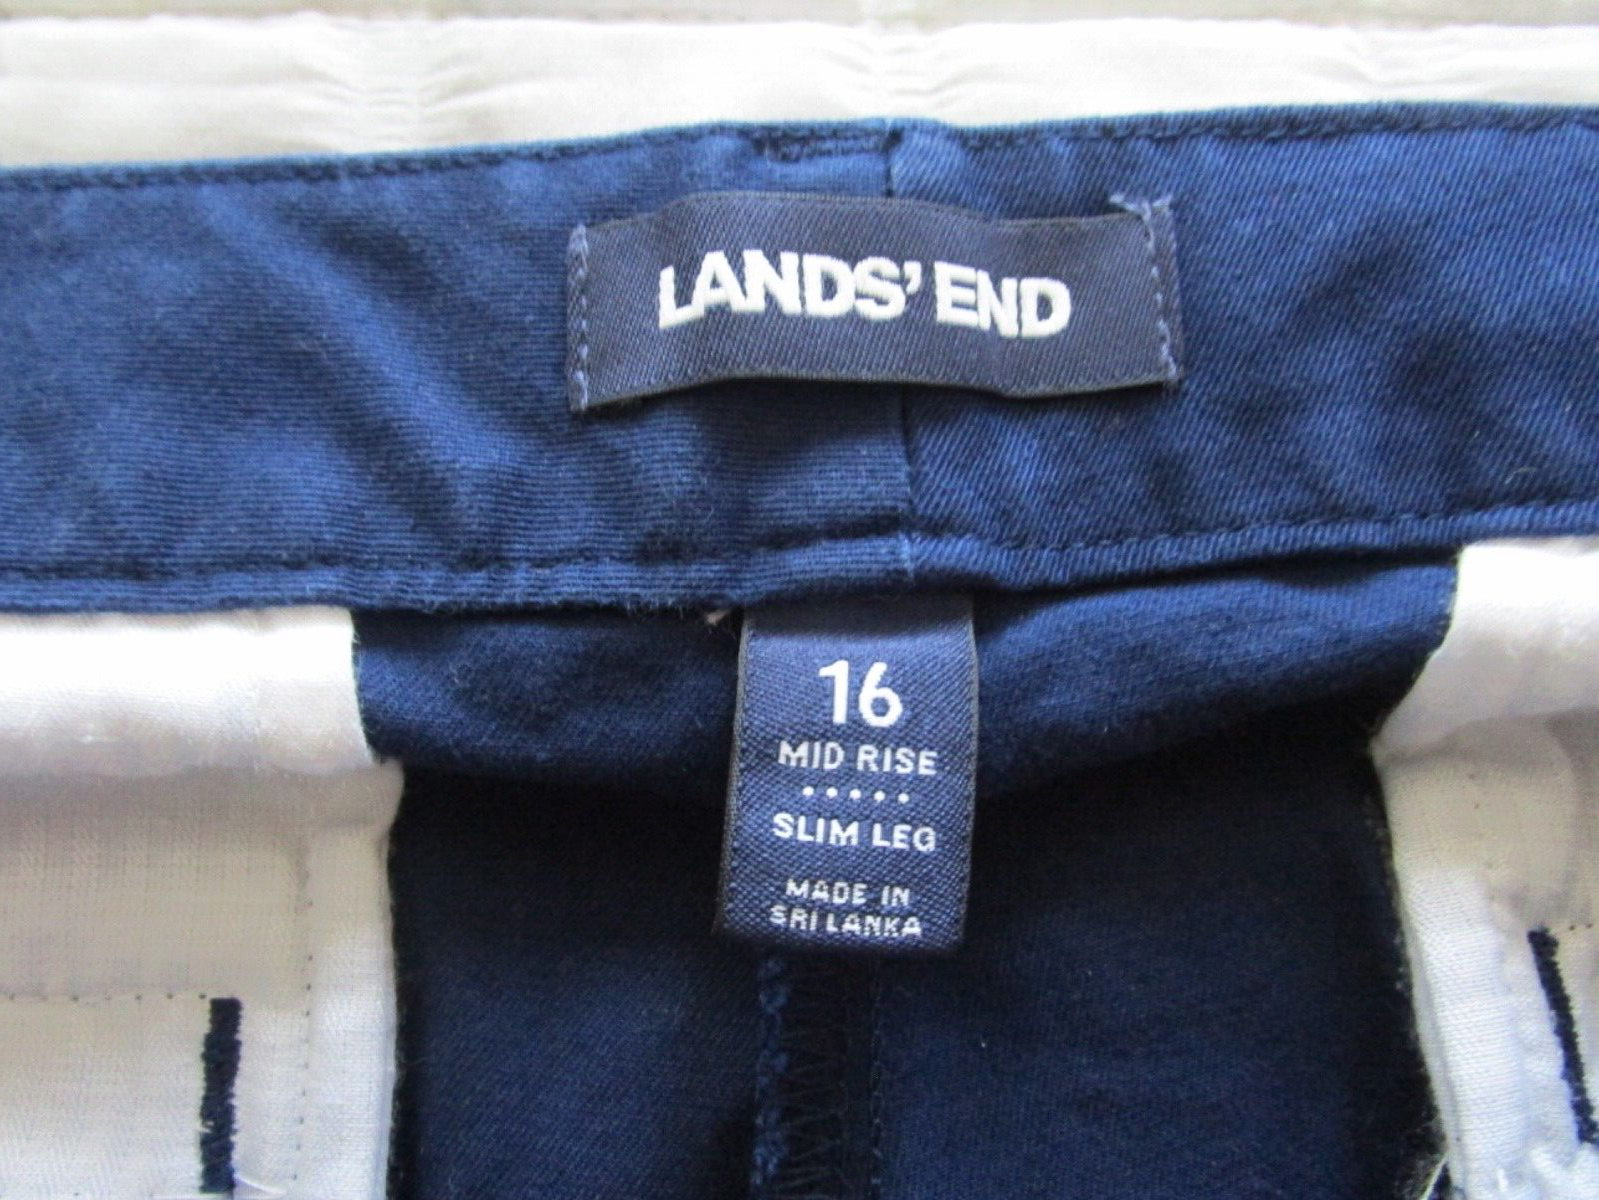 LANDS' END
16
MID RISE
.....
SLIM LEG
MADE IN
SRI LANKA